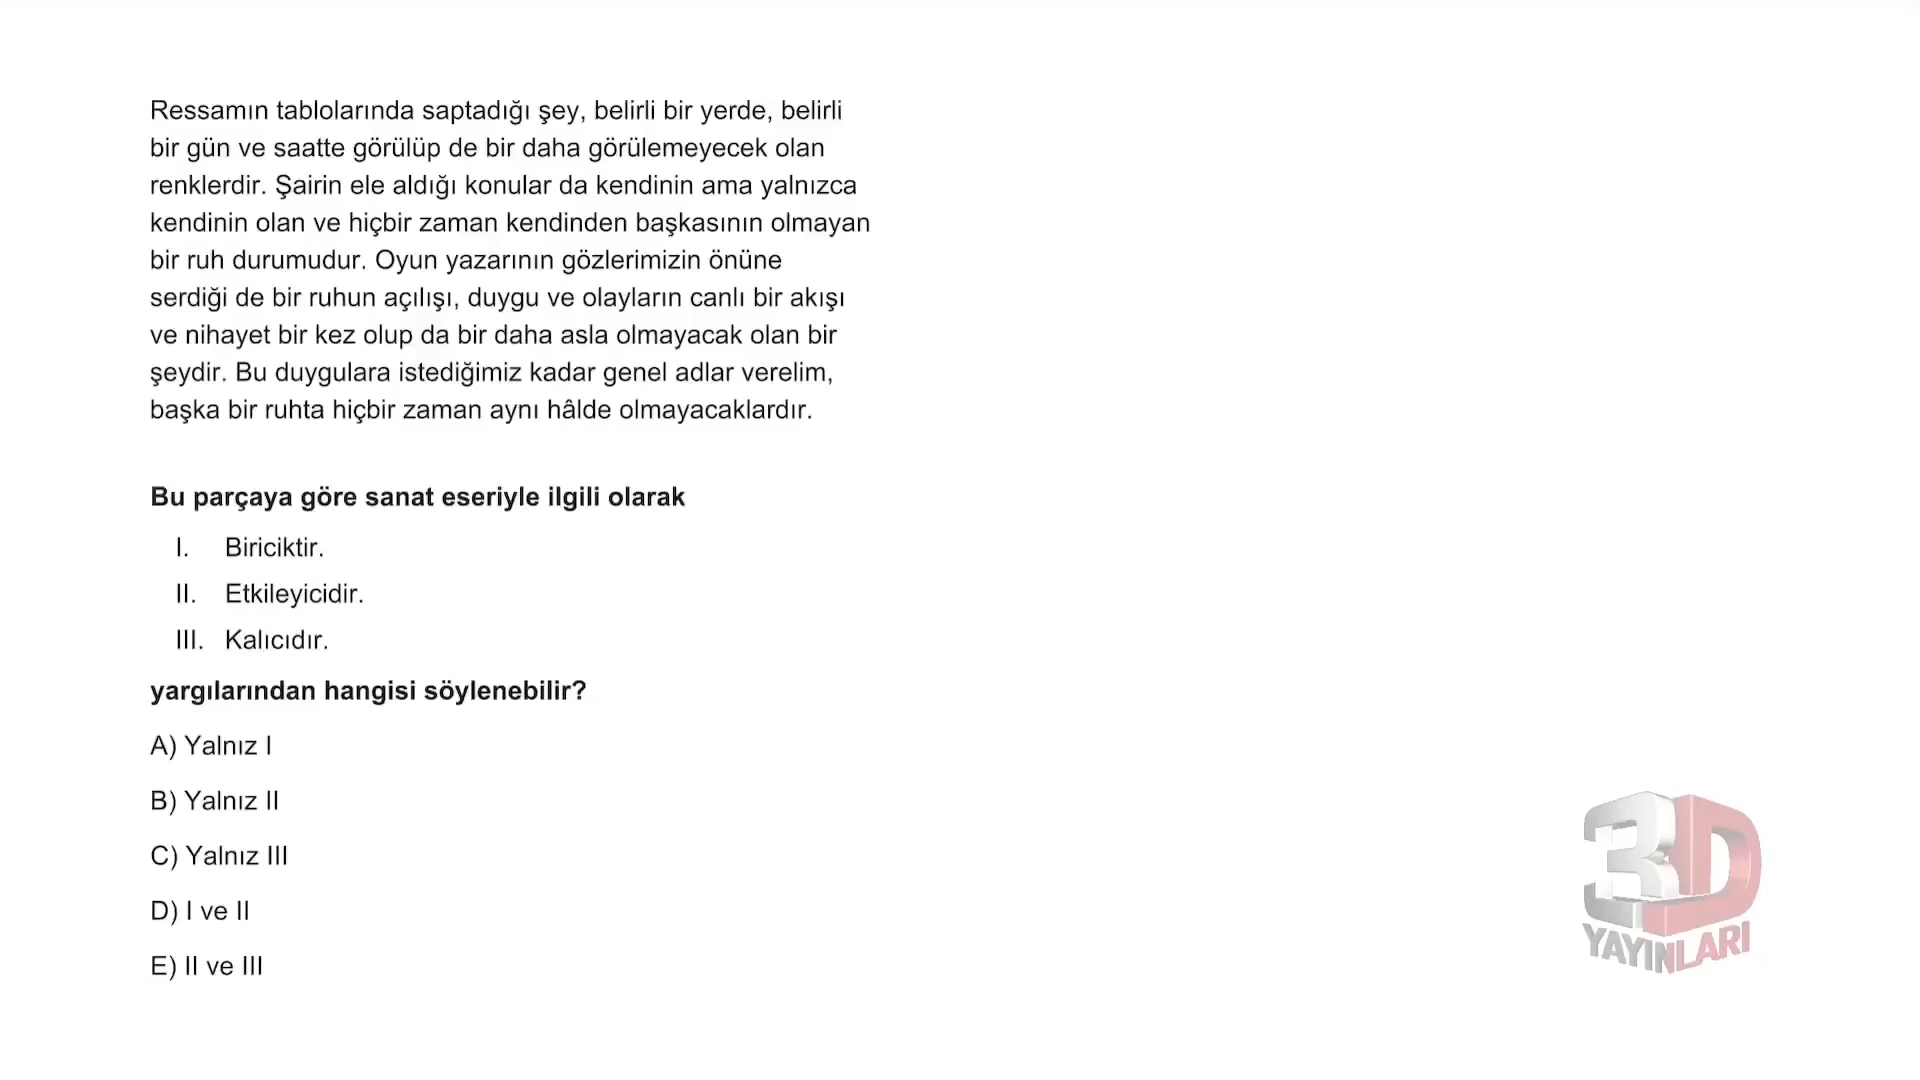 Ressamın tablolarında saptadığı şey, belirli bir yerde, belirli
bir gün ve saatte görülüp de bir daha görülemeyecek olan
renklerdir. Şairin ele aldığı konular da kendinin ama yalnızca
kendinin olan ve hiçbir zaman kendinden başkasının olmayan
bir ruh durumudur. Oyun yazarının gözlerimizin önüne
serdiği de bir ruhun açılışı, duygu ve olayların canlı bir akışı
ve nihayet bir kez olup da bir daha asla olmayacak olan bir
şeydir. Bu duygulara istediğimiz kadar genel adlar verelim,
başka bir ruhta hiçbir zaman aynı hâlde olmayacaklardır.
Bu parçaya göre sanat eseriyle ilgili olarak
I. Biriciktir.
II. Etkileyicidir.
III. Kalıcıdır.
yargılarından hangisi söylenebilir?
A) Yalnız I
B) Yalnız II
C) Yalnız III
D) I ve II
E) II ve III
3D
YAYINLARI